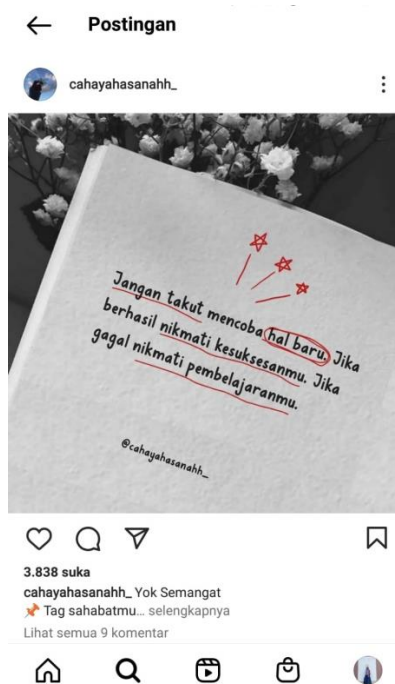 Postingan
cahayahasanahh_
Jangan takut mencoba hal baru. Jika
berhasil nikmati kesuksesanmu. Jika
gagal nikmati pembelajaranmu.
@cahayahasanahh_
3.838 suka
cahayahasanahh_ Yok Semangat
📌 Tag sahabatmu... selengkapnya
Lihat semua 9 komentar